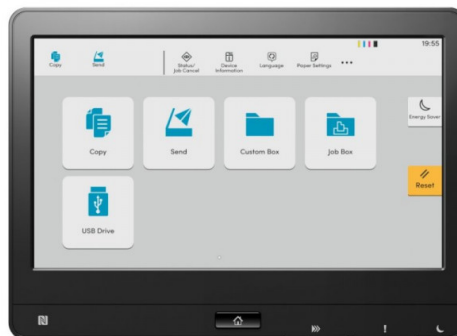 19:55
Copy
Send
Status/
Job Cancel
Device
Information
Language
Paper Settings
Copy
Send
Custom Box
Job Box
Energy Saver
Reset
USB Drive